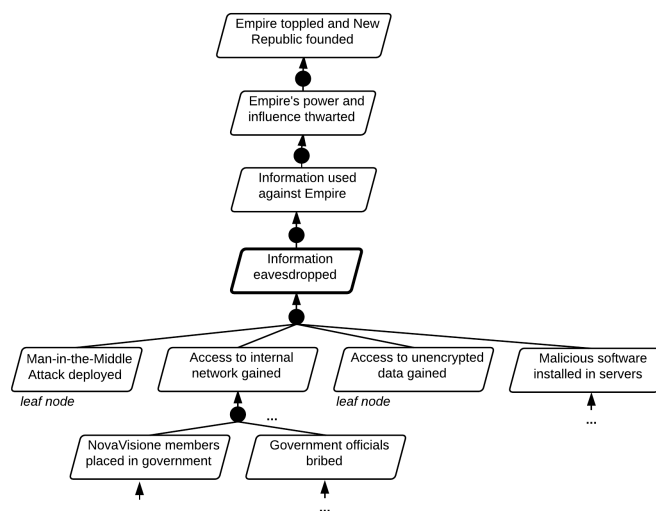 Empire toppled and New
Republic founded
Empire's power and
influence thwarted
Information used
against Empire
Information
eavesdropped
Man-in-the-Middle
Attack deployed
Access to internal
network gained
Access to unencrypted
data gained
Malicious software
installed in servers
leaf node
leaf node
...
...
NovaVisione members
placed in government
Government officials
bribed
...